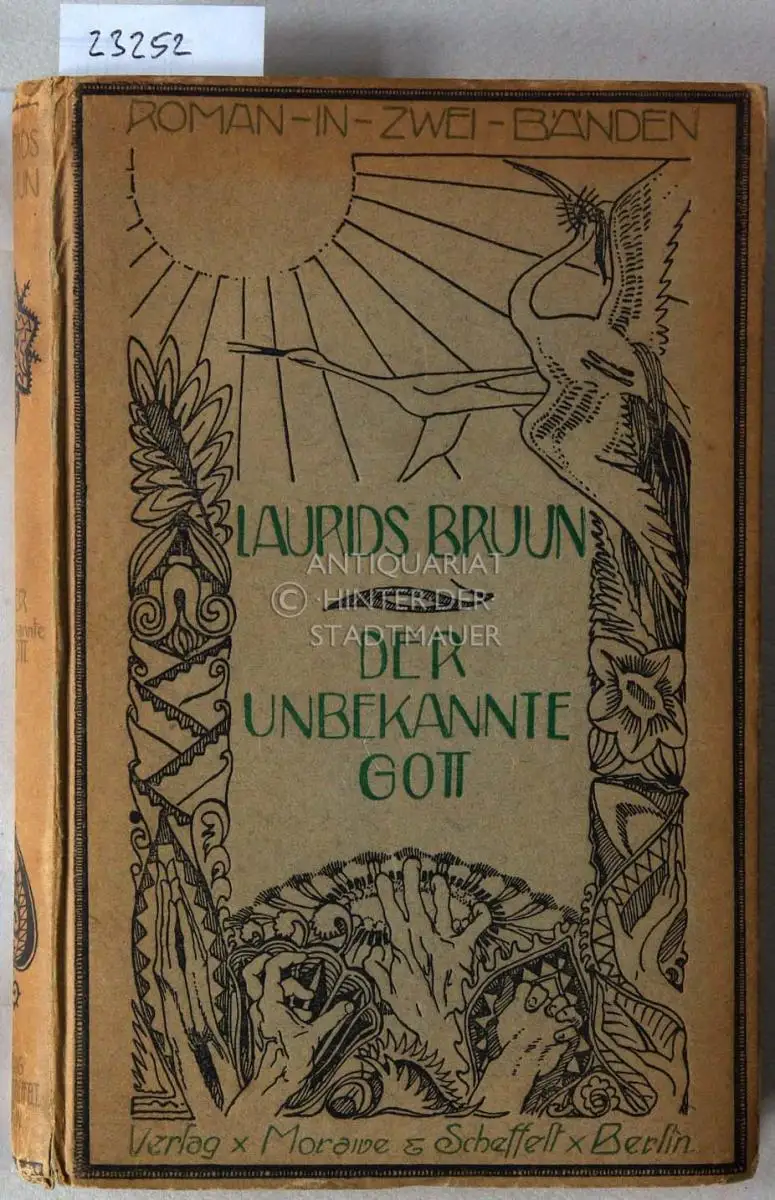 23252
ROMAN-IN-ZWEI-BÄNDEN
LAURIDS BRUUN
ANTIQUARIAT
© HINTER DER
STADTMAUER
DER
UNBEKANNTE
GOTT
Verlag x Morawe & Scheffelt x Berlin